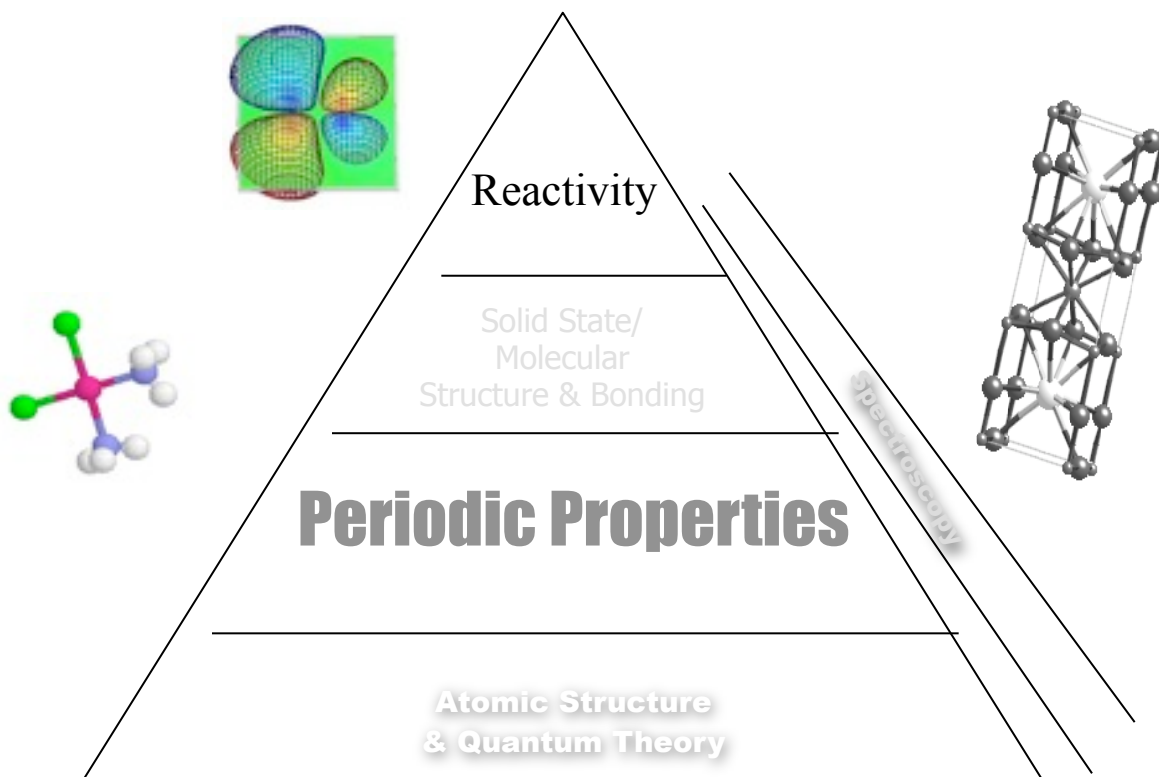 Reactivity
Solid State/
Molecular
Structure & Bonding
Spectroscopy
Periodic Properties
Atomic Structure
& Quantum Theory